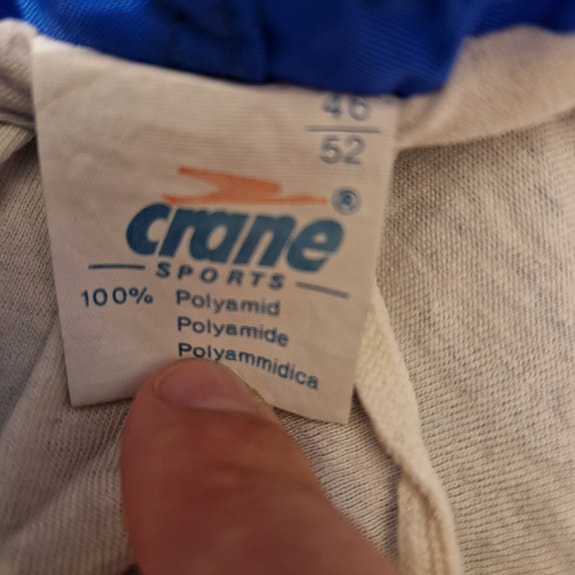 46
52
crane®
SPORTS
100% Polyamid
Polyamide
Polyammidica